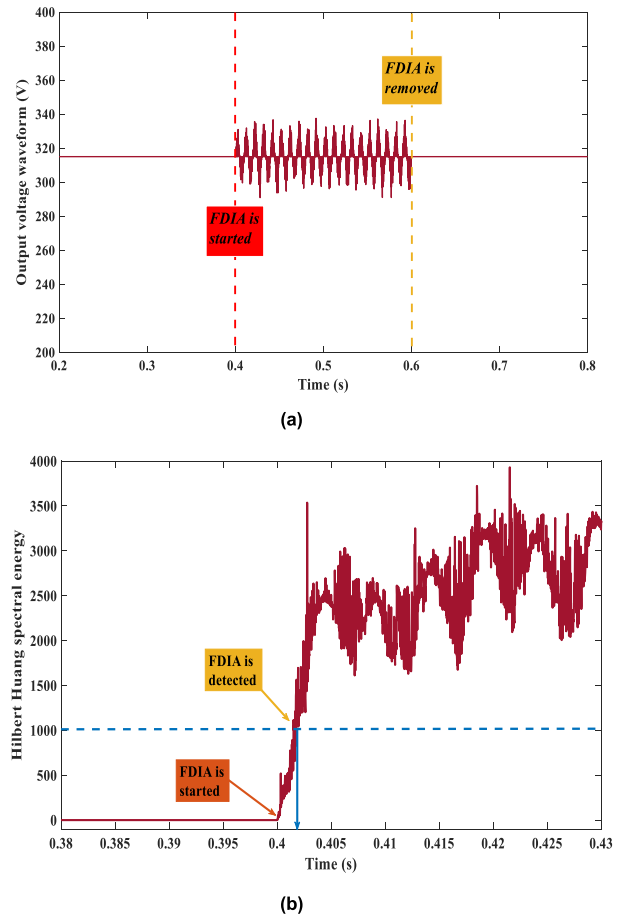 400
380
360
340
320
300
280
260
240
220
200
Output voltage waveform (V)
FDIA is
removed
FDIA is
started
0.2
0.3
0.4
0.5
0.6
0.7
0.8
Time (s)
(a)
4000
3500
3000
2500
2000
1500
1000
500
0
Hilbert Huang spectral energy
FDIA is
detected
FDIA is
started
0.38
0.385
0.39
0.395
0.4
0.405
0.41
0.415
0.42
0.425
0.43
Time (s)
(b)